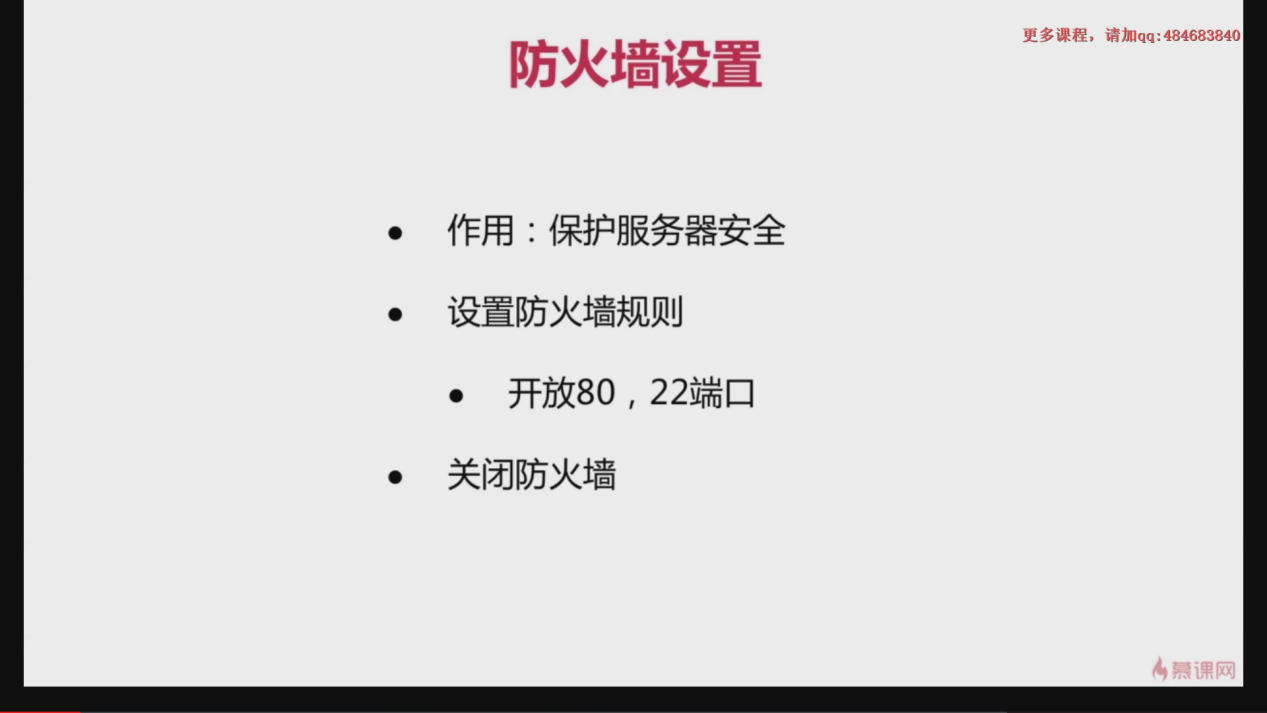 更多课程，请加qq:484683840
防火墙设置
作用：保护服务器安全
设置防火墙规则
开放80，22端口
关闭防火墙
慕课网